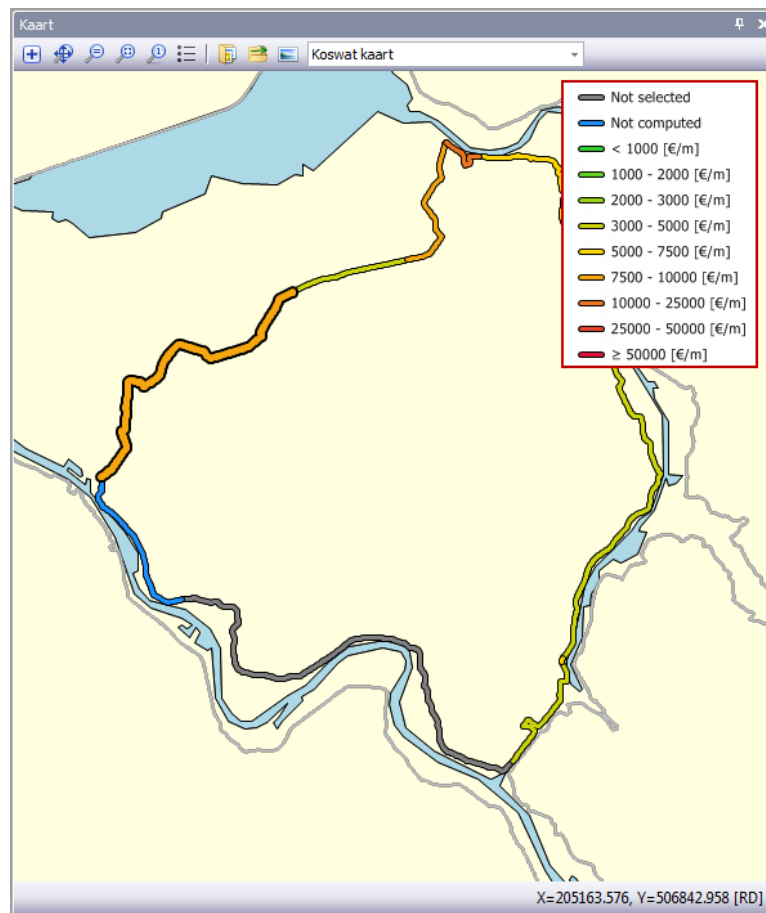 Kaart
Koswat kaart
Not selected
Not computed
< 1000 [€/m]
1000 - 2000 [€/m]
2000 - 3000 [€/m]
3000 - 5000 [€/m]
5000 - 7500 [€/m]
7500 - 10000 [€/m]
10000 - 25000 [€/m]
25000 - 50000 [€/m]
≥ 50000 [€/m]
X=205163.576, Y=506842.958 [RD]